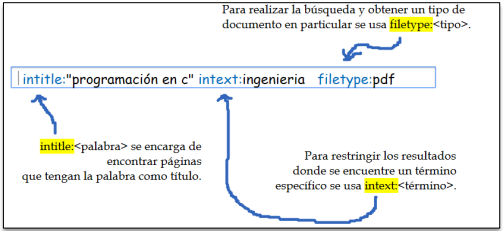 Para realizar la búsqueda y obtener un tipo de
documento en particular se usa filetype:<tipo>.
intitle:"programación en c" intext:ingenieria filetype:pdf
intitle:<palabra> se encarga de
encontrar páginas
que tengan la palabra como título.
Para restringir los resultados
donde se encuentre un término
específico se usa intext:<término>.